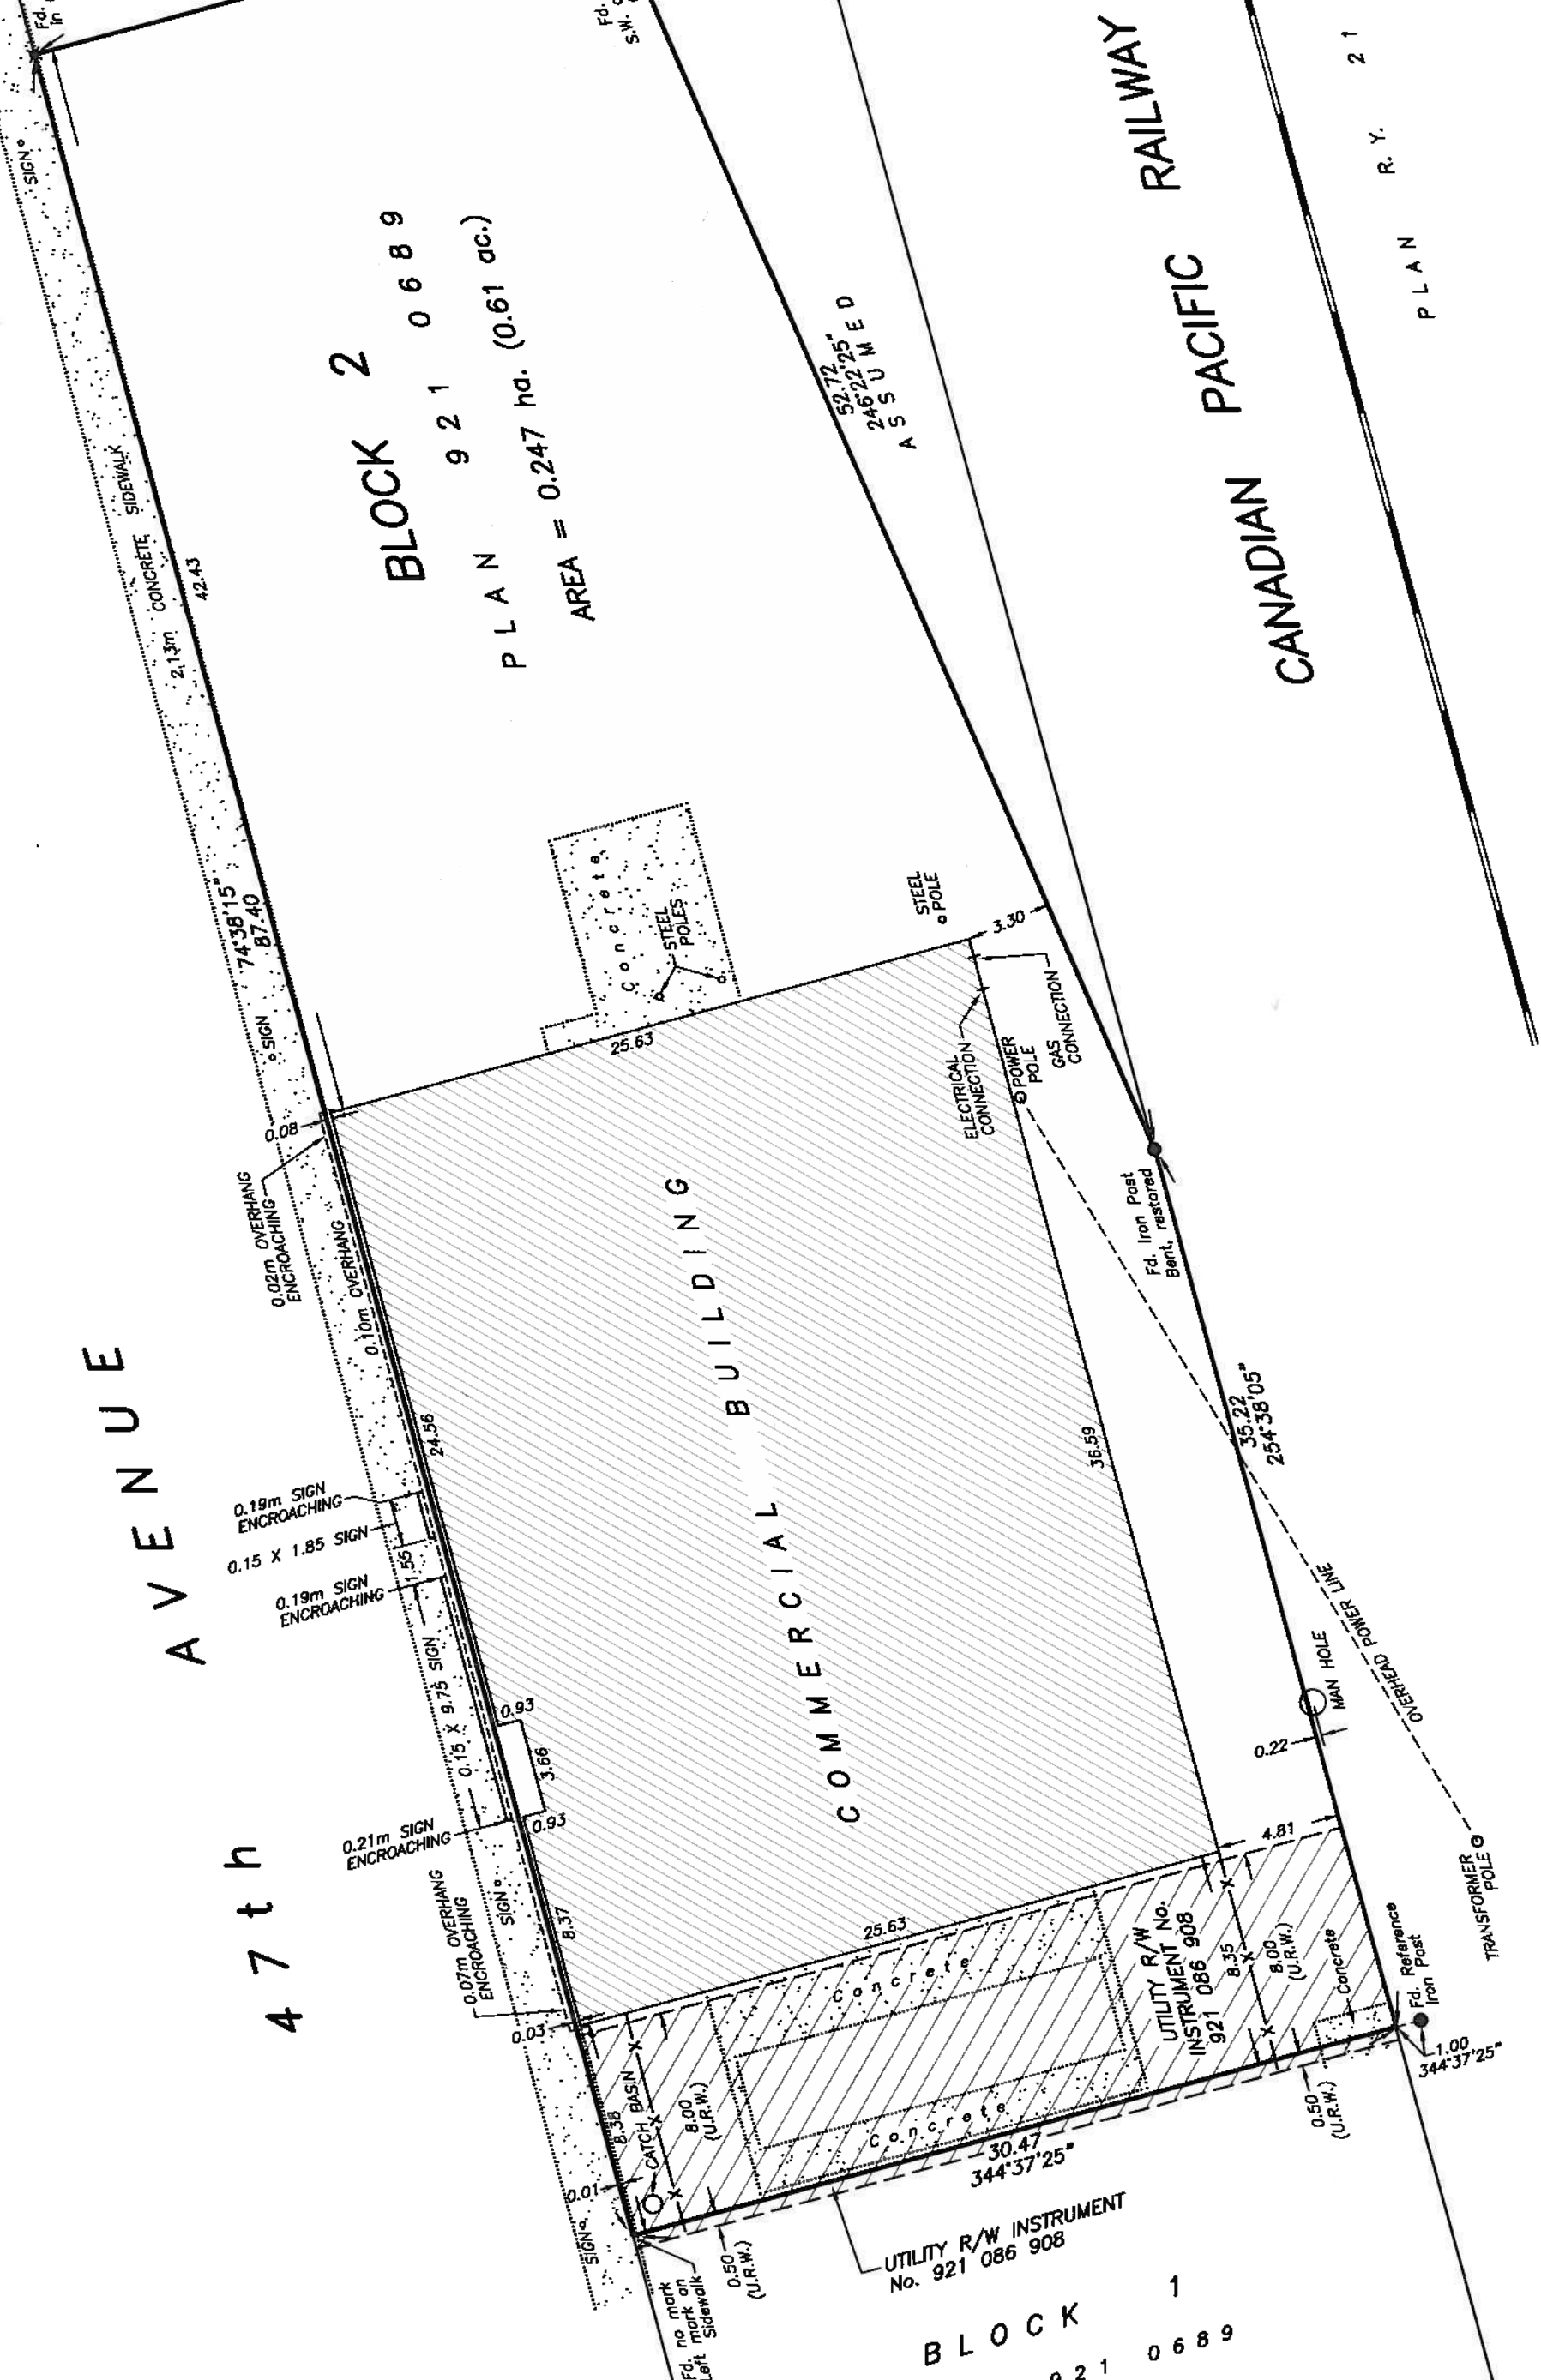 Fd.
in
Fd.
S.W.
SIGN
CANADIAN PACIFIC RAILWAY
PLAN R.Y. 21
BLOCK 2
PLAN 921 0689
AREA = 0.247 ha. (0.61 ac.)
52.72
246°22'25"
ASSUMED
2.13m CONCRETE SIDEWALK
42.43
74°38'15"
87.40
SIGN
Concrete
STEEL
POLES
STEEL
POLE
3.30
25.63
ELECTRICAL
CONNECTION
POWER
POLE
GAS
CONNECTION
0.08
0.02m OVERHANG
ENCROACHING
0.10m OVERHANG
47th AVENUE
24.56
COMMERCIAL BUILDING
36.59
Fd. Iron Post
Bent, restored
35.22
254°38'05"
0.19m SIGN
ENCROACHING
0.15 X 1.85 SIGN
1.55
0.19m SIGN
ENCROACHING
0.15 X 9.75 SIGN
0.93
3.66
0.93
0.21m SIGN
ENCROACHING
0.07m OVERHANG
ENCROACHING
SIGN
8.37
0.03
25.63
OVERHEAD POWER LINE
MAN HOLE
0.22
4.81
TRANSFORMER
POLE
UTILITY R/W
INSTRUMENT No.
921 086 908
8.35
8.00
(U.R.W.)
Concrete
Fd. Reference
Iron Post
1.00
344°37'25"
0.50
(U.R.W.)
Concrete
Concrete
8.38
CATCH BASIN
8.00
(U.R.W.)
0.01
SIGN
30.47
344°37'25"
0.50
(U.R.W.)
UTILITY R/W INSTRUMENT
No. 921 086 908
Fd. no mark
Left mark on
Sidewalk
BLOCK 1
921 0689